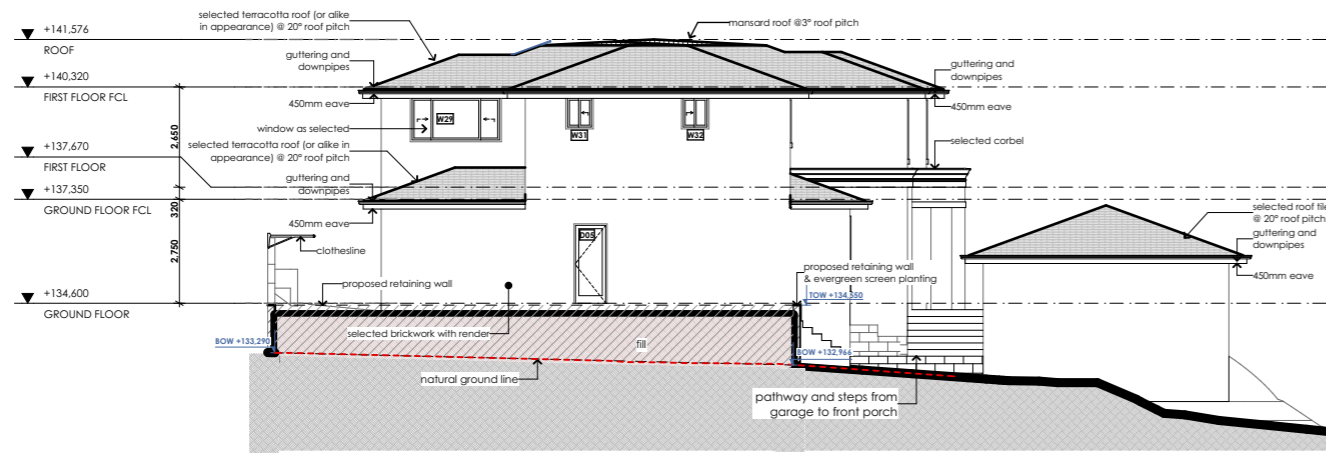 selected terracotta roof (or alike
in appearance) @ 20° roof pitch
mansard roof @3° roof pitch
+141,576
ROOF
guttering and
downpipes
guttering and
downpipes
+140,320
FIRST FLOOR FCL
450mm eave
450mm eave
W29
W31
W32
window as selected
2,650
selected corbel
+137,670
FIRST FLOOR
selected terracotta roof (or alike in
appearance) @ 20° roof pitch
guttering and
downpipes
+137,350
GROUND FLOOR FCL
320
450mm eave
selected roof tile
@ 20° roof pitch
guttering and
downpipes
D05
clothesline
2,750
450mm eave
proposed retaining wall
& evergreen screen planting
proposed retaining wall
+134,600
GROUND FLOOR
TOW +134,550
selected brickwork with render
BOW +133,290
fill
BOW +132,966
natural ground line
pathway and steps from
garage to front porch